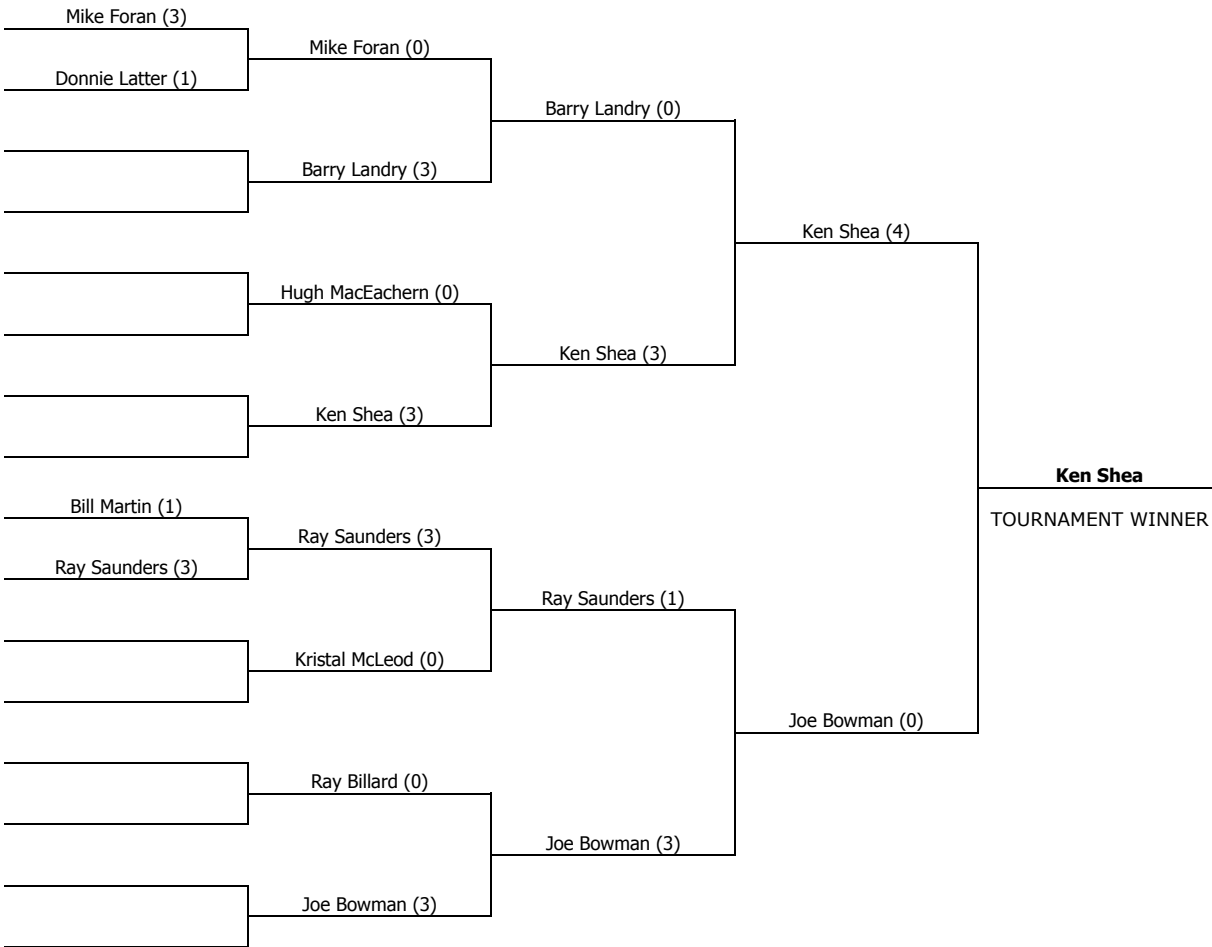 Mike Foran (3)
Mike Foran (0)
Donnie Latter (1)
Barry Landry (0)
Barry Landry (3)
Ken Shea (4)
Hugh MacEachern (0)
Ken Shea (3)
Ken Shea (3)
Ken Shea
Bill Martin (1)
TOURNAMENT WINNER
Ray Saunders (3)
Ray Saunders (3)
Ray Saunders (1)
Kristal McLeod (0)
Joe Bowman (0)
Ray Billard (0)
Joe Bowman (3)
Joe Bowman (3)